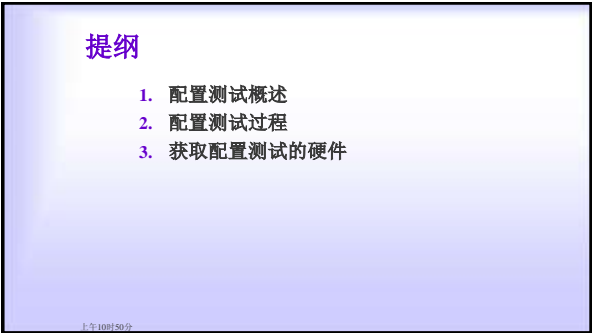 提纲
1. 配置测试概述
2. 配置测试过程
3. 获取配置测试的硬件
上午10时50分